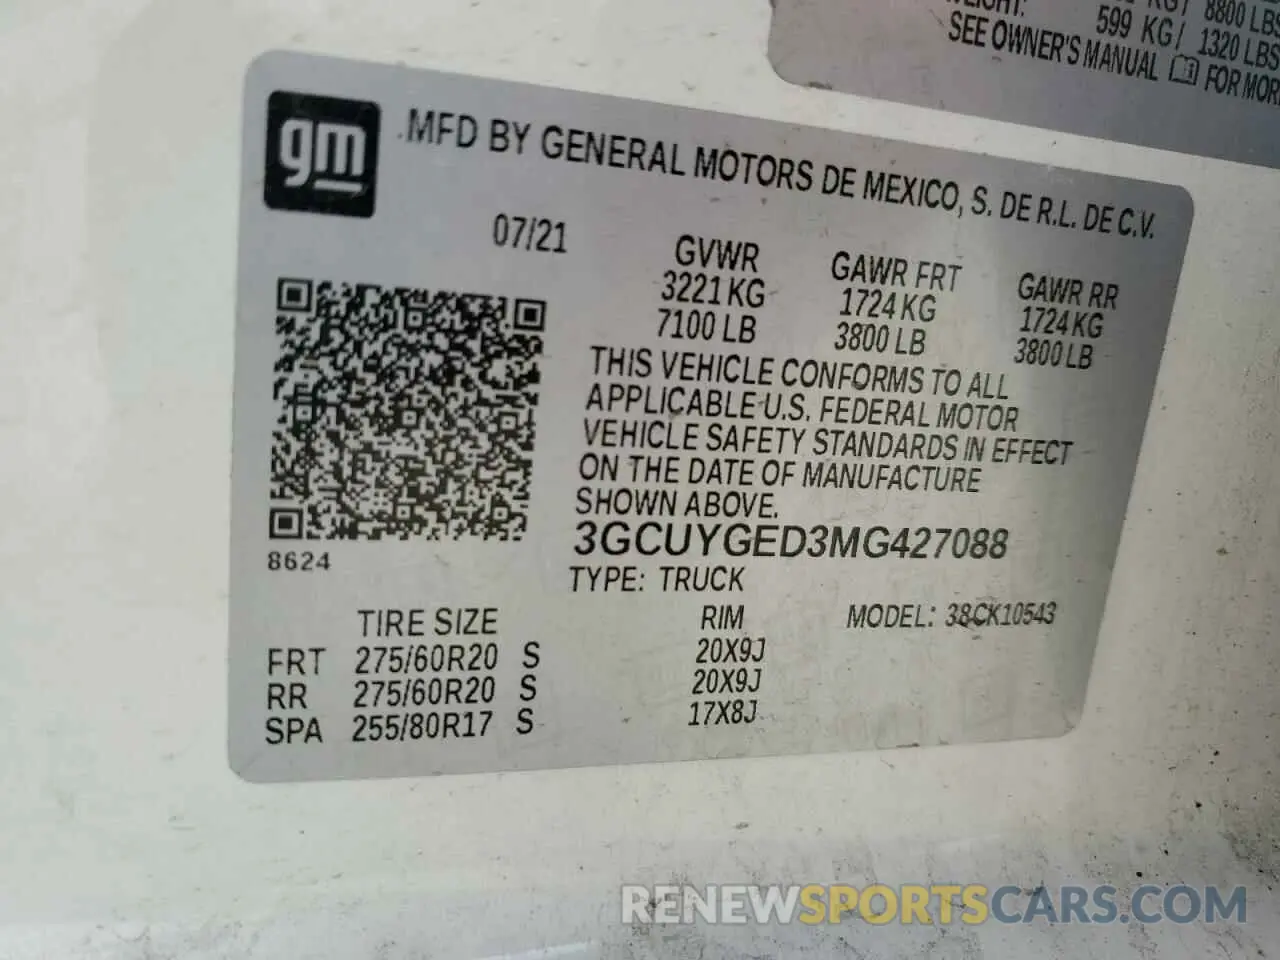 KG/ 8800 LBS
599 KG/ 1320 LBS
SEE OWNER'S MANUAL FOR MOR
gm
MFD BY GENERAL MOTORS DE MEXICO, S. DE R.L. DE C.V.
07/21
GVWR GAWR FRT GAWR RR
3221 KG 1724 KG 1724 KG
7100 LB 3800 LB 3800 LB
THIS VEHICLE CONFORMS TO ALL
APPLICABLE U.S. FEDERAL MOTOR
VEHICLE SAFETY STANDARDS IN EFFECT
ON THE DATE OF MANUFACTURE
SHOWN ABOVE.
3GCUYGED3MG427088
8624
TYPE: TRUCK
TIRE SIZE RIM MODEL: 38CK10543
FRT 275/60R20 S 20X9J
RR 275/60R20 S 20X9J
SPA 255/80R17 S 17X8J
RENEWSPORTSCARS.COM